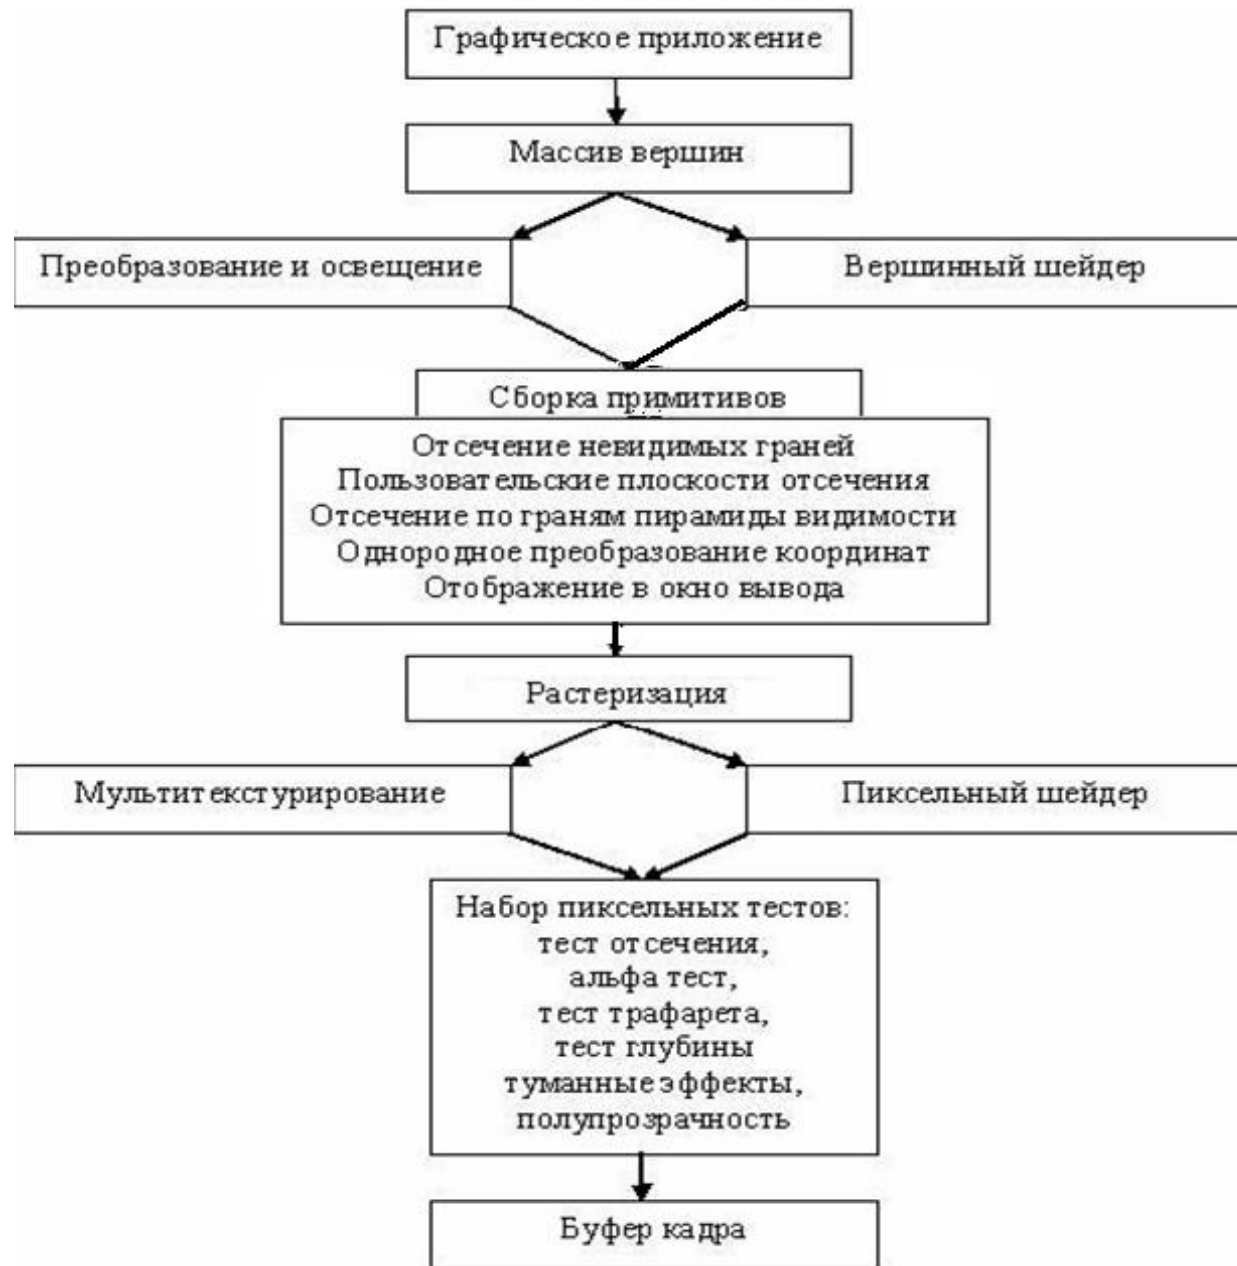 Графическое приложение
Массив вершин
Преобразование и освещение
Вершинный шейдер
Сборка примитивов
Отсечение невидимых граней
Пользовательские плоскости отсечения
Отсечение по граням пирамиды видимости
Однородное преобразование координат
Отображение в окно вывода
Растеризация
Мультитекстурирование
Пиксельный шейдер
Набор пиксельных тестов:
тест отсечения,
альфа тест,
тест трафарета,
тест глубины
туманные эффекты,
полупрозрачность
Буфер кадра